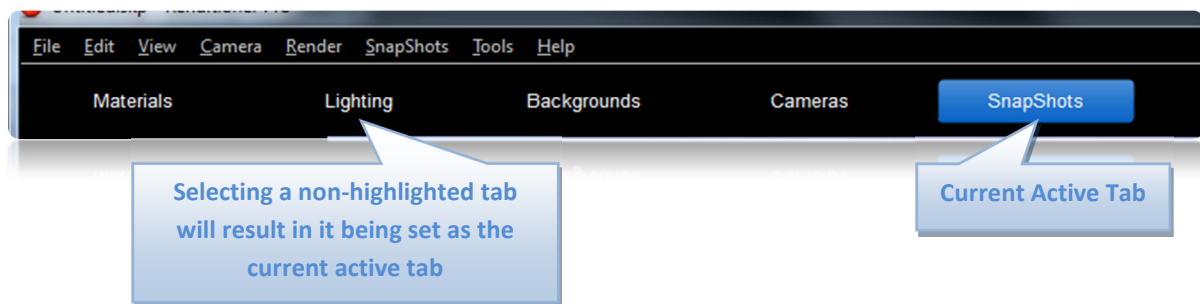 File Edit View Camera Render SnapShots Tools Help
Materials Lighting Backgrounds Cameras SnapShots
Selecting a non-highlighted tab
will result in it being set as the
current active tab
Current Active Tab